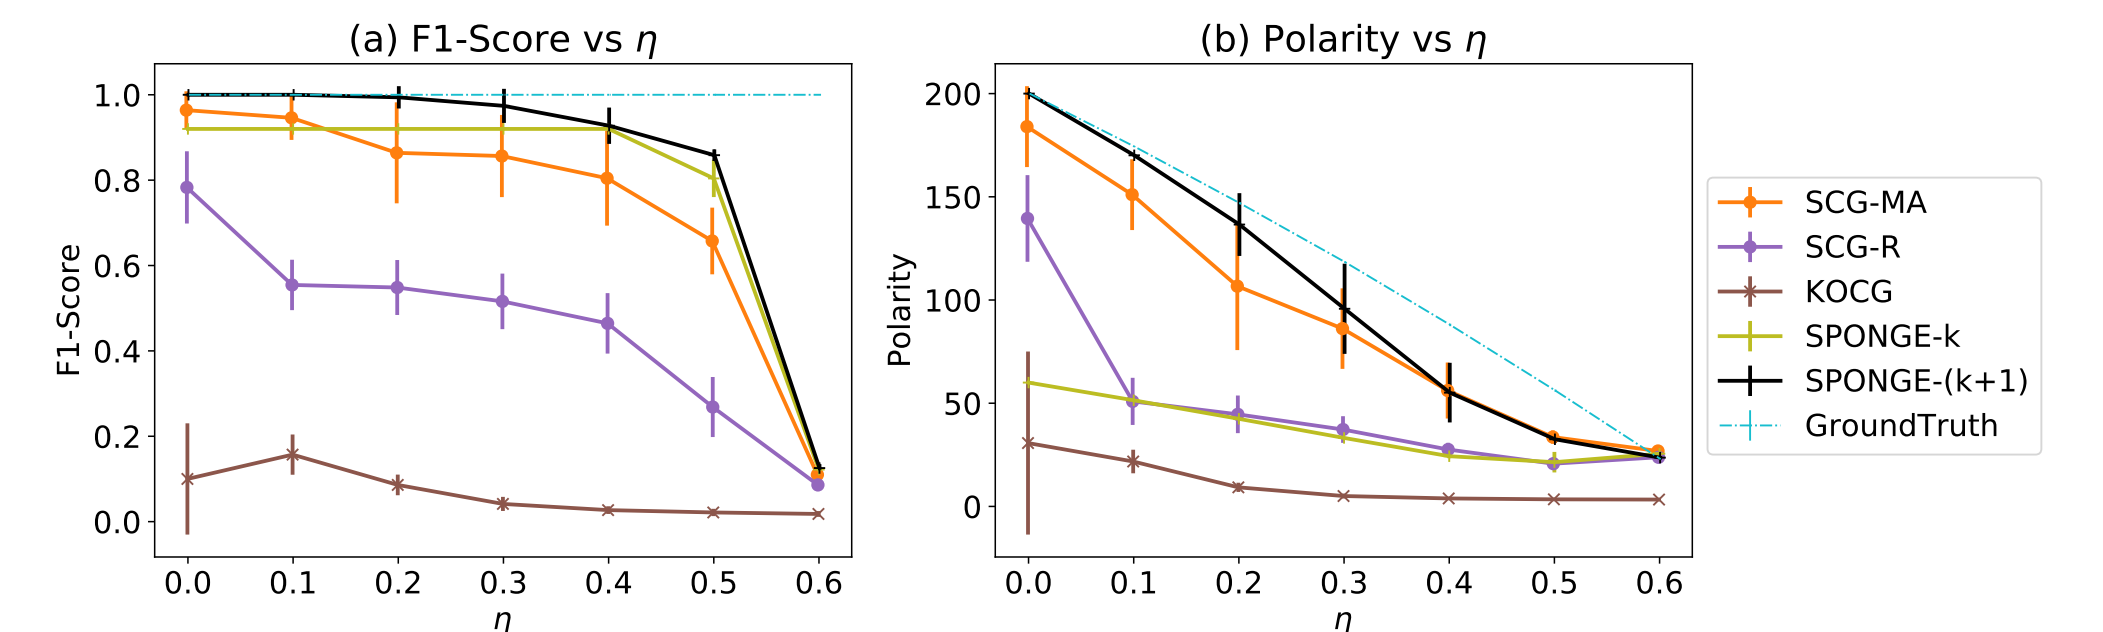 (a) F1-Score vs η
F1-Score
1.0
0.8
0.6
0.4
0.2
0.0
0.0 0.1 0.2 0.3 0.4 0.5 0.6
η
(b) Polarity vs η
Polarity
200
150
100
50
0
0.0 0.1 0.2 0.3 0.4 0.5 0.6
η
SCG-MA
SCG-R
KOCG
SPONGE-k
SPONGE-(k+1)
GroundTruth